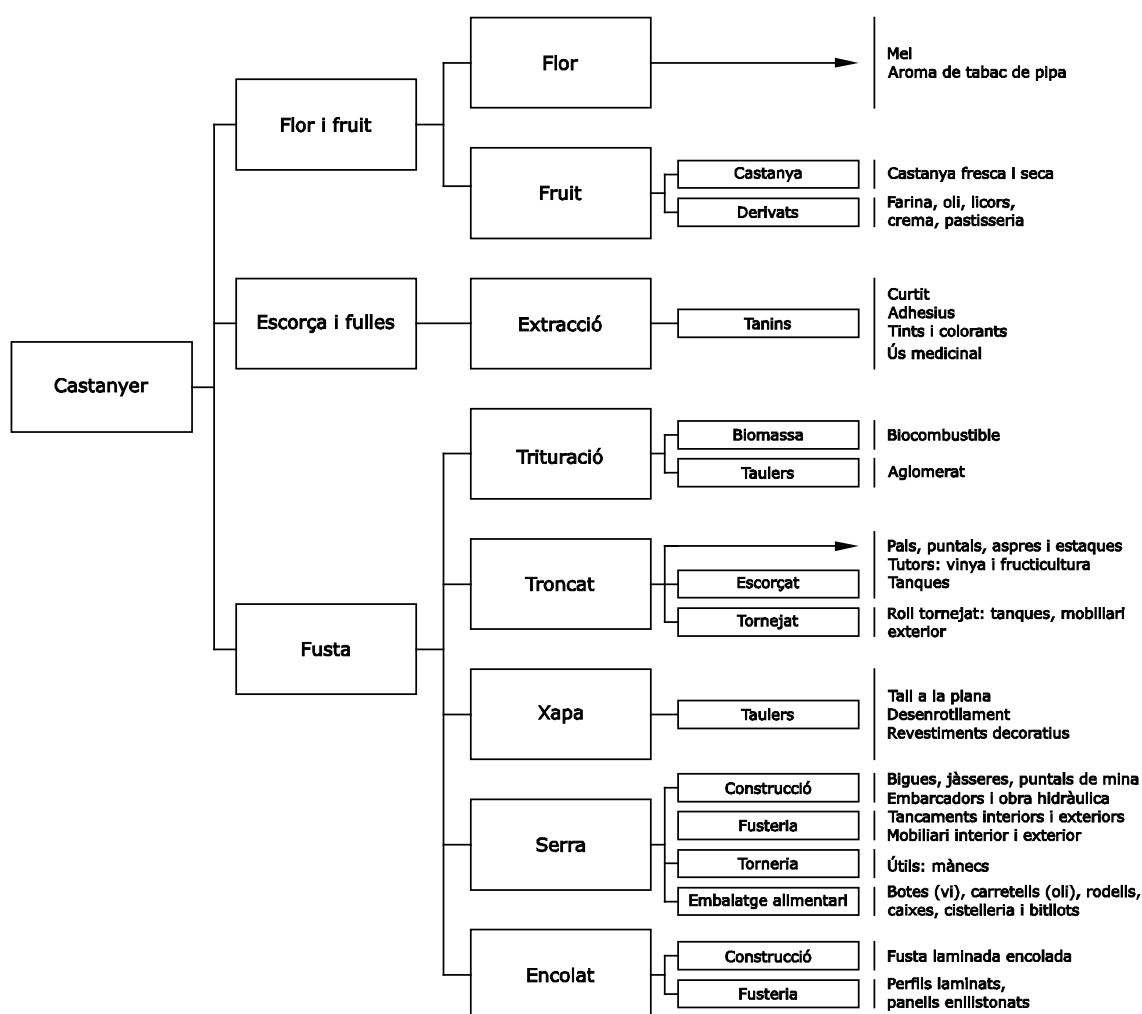 Castanyer
Flor i fruit
Flor
Mel
Aroma de tabac de pipa
Fruit
Castanya
Castanya fresca i seca
Derivats
Farina, oli, licors,
crema, pastisseria
Escorça i fulles
Extracció
Tanins
Curtit
Adhesius
Tints i colorants
Ús medicinal
Fusta
Trituració
Biomassa
Biocombustible
Taulers
Aglomerat
Troncat
Pals, puntals, aspres i estaques
Tutors: vinya i fructicultura
Tanques
Escorçat
Tornejat
Roll tornejat: tanques, mobiliari
exterior
Xapa
Taulers
Tall a la plana
Desenrotllament
Revestiments decoratius
Serra
Construcció
Bigues, jàsseres, puntals de mina
Embarcadors i obra hidràulica
Fusteria
Tancaments interiors i exteriors
Mobiliari interior i exterior
Torneria
Útils: mànecs
Embalatge alimentari
Botes (vi), carretells (oli), rodells,
caixes, cistelleria i bitllots
Encolat
Construcció
Fusta laminada encolada
Fusteria
Perfils laminats,
panells enllistonats